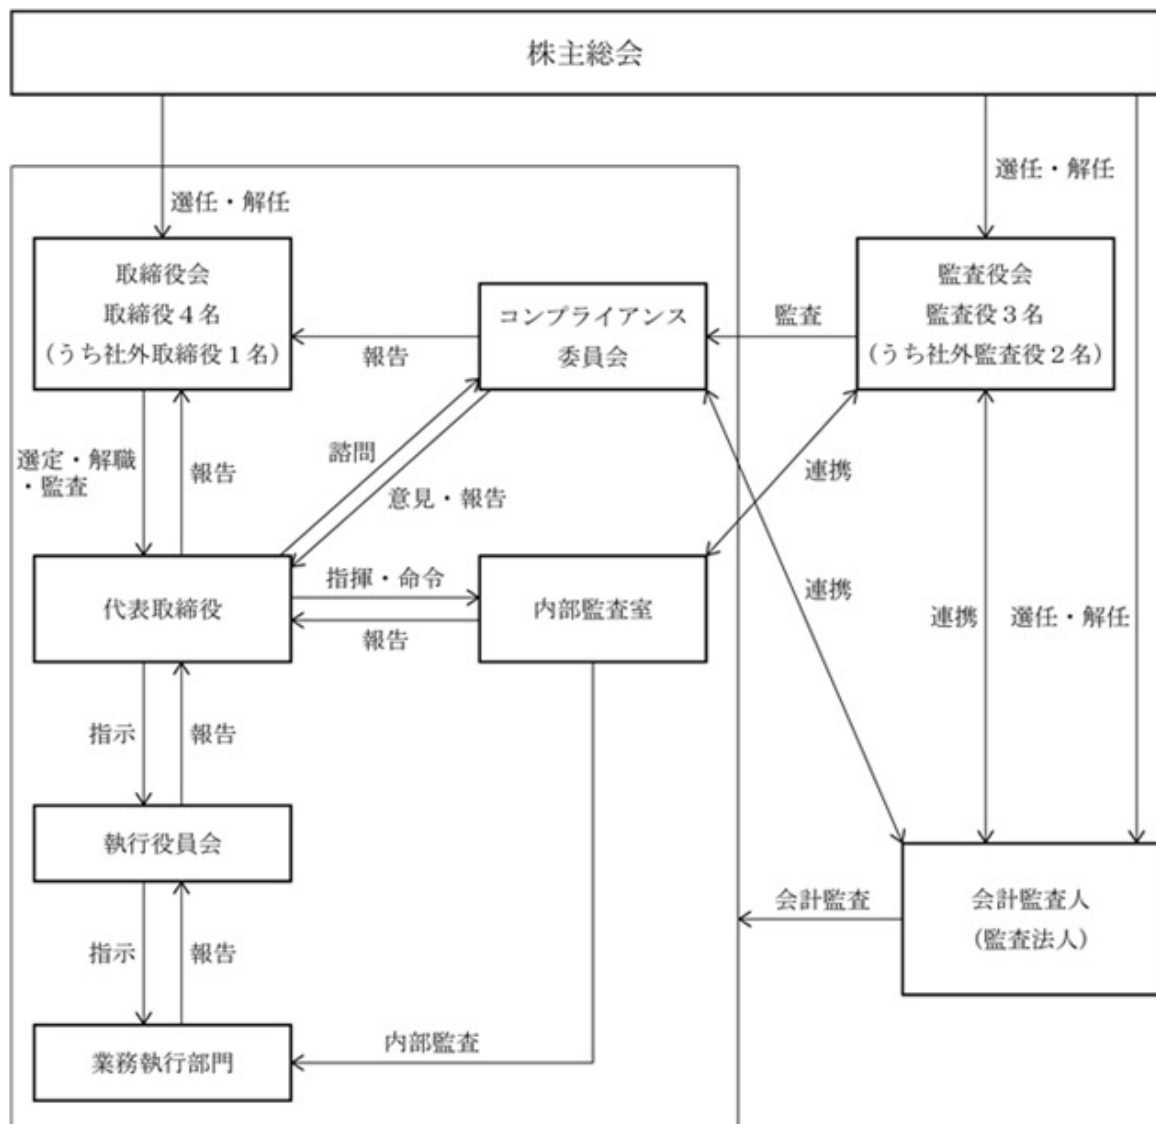 株主総会
選任・解任
選任・解任
取締役会
取締役4名
（うち社外取締役1名）
コンプライアンス
委員会
監査役会
監査役3名
（うち社外監査役2名）
報告
監査
選定・解職
・監査
報告
諮問
意見・報告
連携
代表取締役
指揮・命令
報告
内部監査室
連携
連携
選任・解任
指示
報告
執行役員会
会計監査
会計監査人
（監査法人）
指示
報告
業務執行部門
内部監査